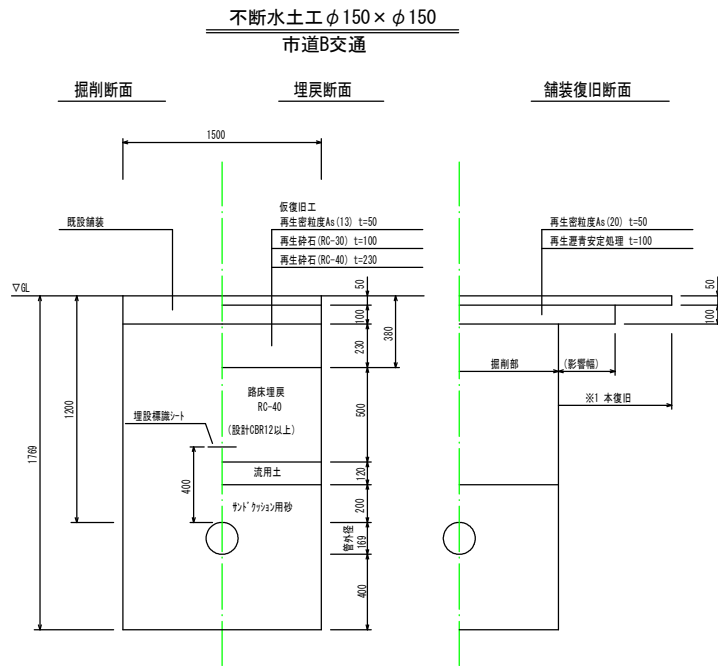 不断水土工φ150×φ150
市道B交通
掘削断面
埋戻断面
舗装復旧断面
1500
仮復旧工
再生密粒度As(13) t=50
再生砕石(RC-30) t=100
再生砕石(RC-40) t=230
既設舗装
再生密粒度As(20) t=50
再生瀝青安定処理 t=100
▽GL
50
100
230
380
50
100
掘削部
(影響幅)
※1 本復旧
路床埋戻
RC-40
(設計CBR12以上)
埋設標識シート
500
1200
1769
400
流用土
120
サンドクッション用砂
200
管外径
169
400